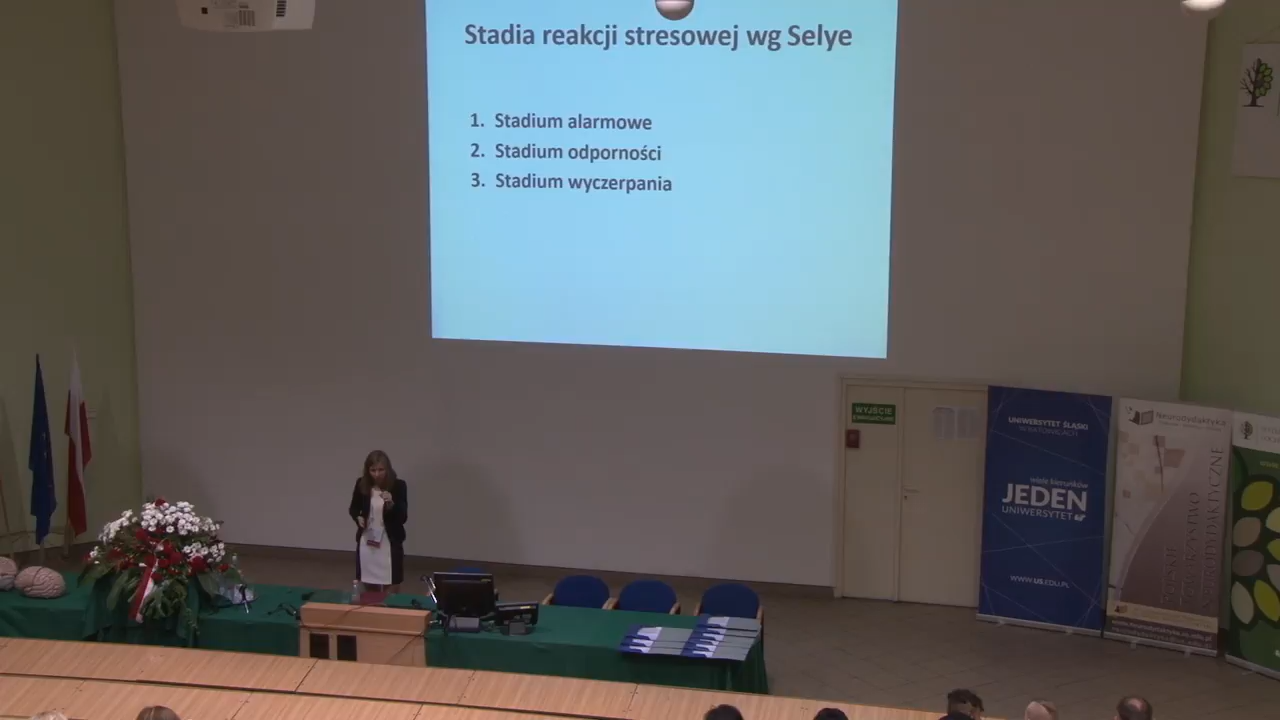 Stadia reakcji stresowej wg Selye
1. Stadium alarmowe
2. Stadium odporności
3. Stadium wyczerpania
WYJŚCIE
UNIWERSYTET ŚLĄSKI
W KATOWICACH
JEDEN
UNIWERSYTET
WWW.US.EDU.PL
Neurodydaktyka